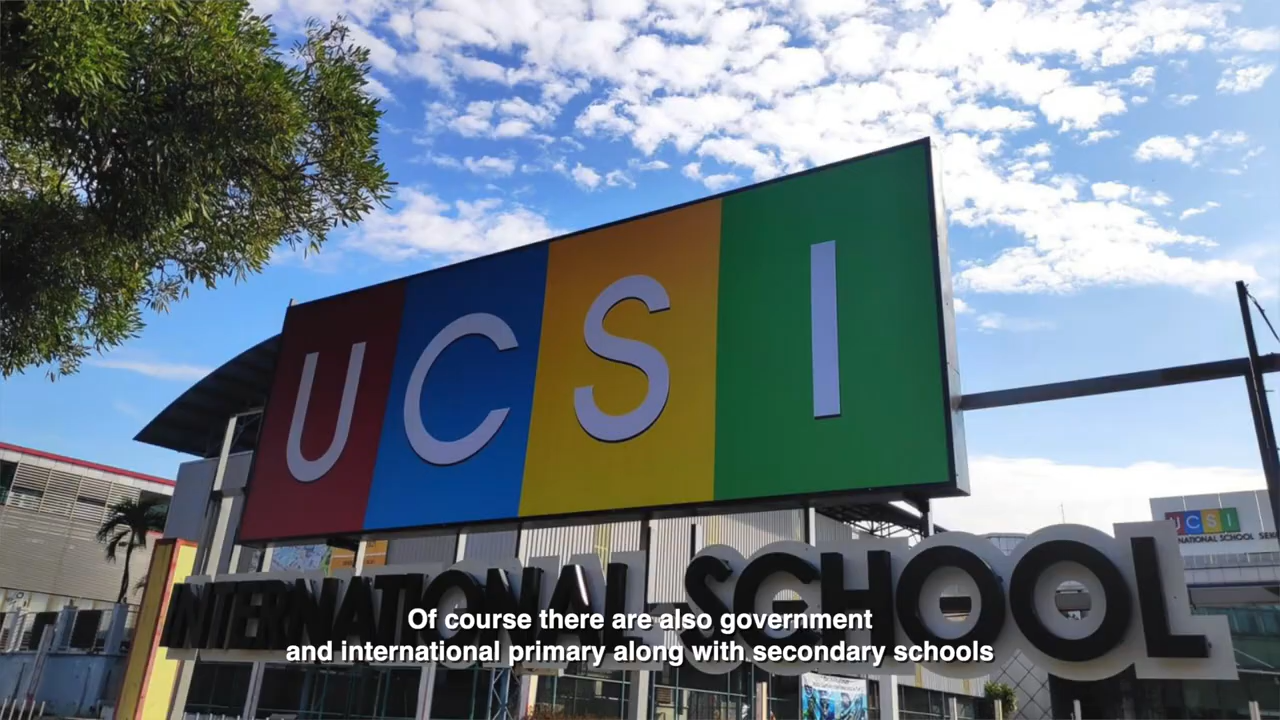 UCSI
INTERNATIONAL SCHOOL
UCSI
Of course there are also government
and international primary along with secondary schools